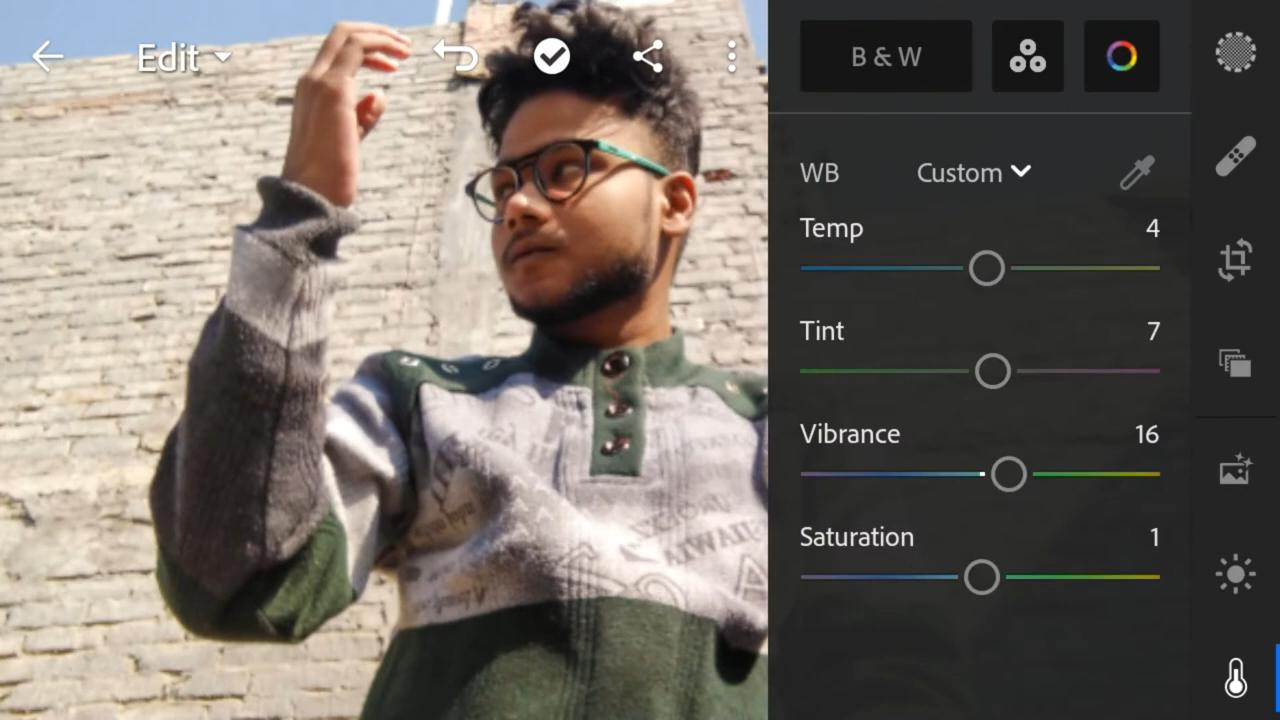 Edit
B & W
WB Custom
Temp 4
Tint 7
Vibrance 16
Saturation 1